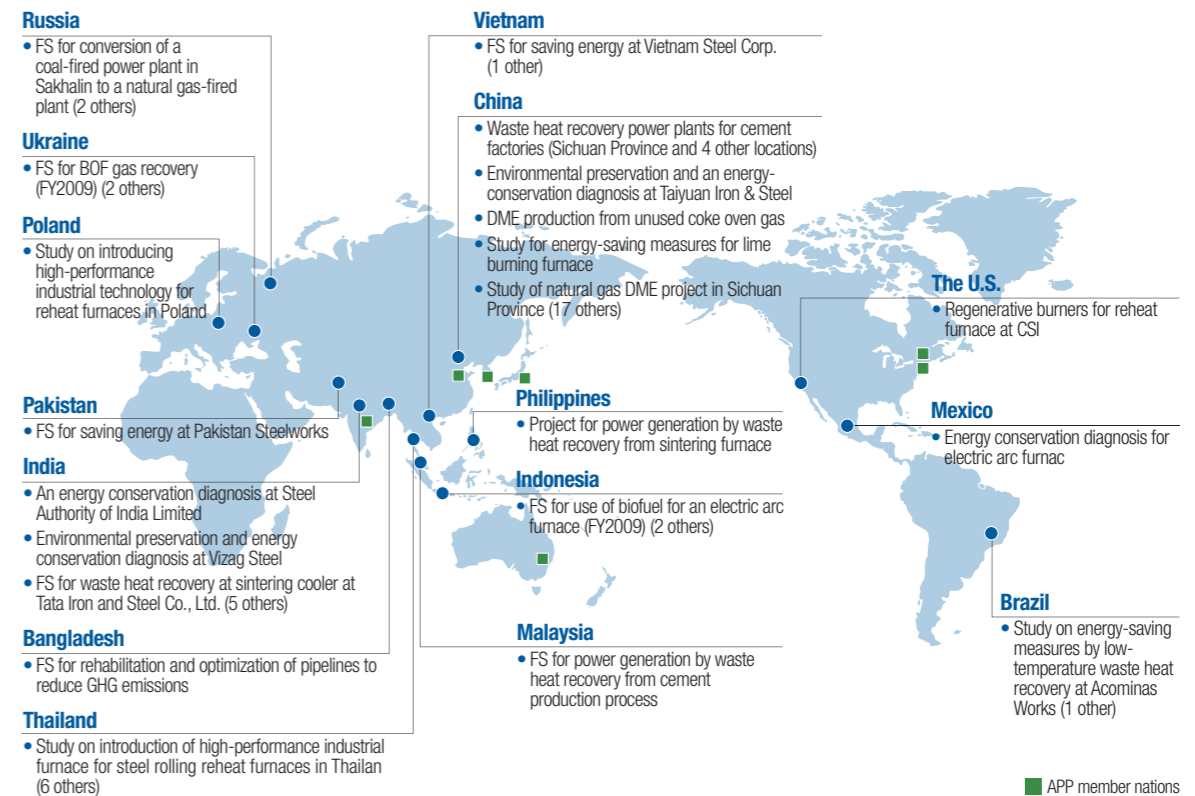 Russia
• FS for conversion of a
coal-fired power plant in
Sakhalin to a natural gas-fired
plant (2 others)
Ukraine
• FS for BOF gas recovery
(FY2009) (2 others)
Poland
• Study on introducing
high-performance
industrial technology for
reheat furnaces in Poland
Pakistan
• FS for saving energy at Pakistan Steelworks
India
• An energy conservation diagnosis at Steel
Authority of India Limited
• Environmental preservation and energy
conservation diagnosis at Vizag Steel
• FS for waste heat recovery at sintering cooler at
Tata Iron and Steel Co., Ltd. (5 others)
Bangladesh
• FS for rehabilitation and optimization of pipelines to
reduce GHG emissions
Thailand
• Study on introduction of high-performance industrial
furnace for steel rolling reheat furnaces in Thailan
(6 others)
Vietnam
• FS for saving energy at Vietnam Steel Corp.
(1 other)
China
• Waste heat recovery power plants for cement
factories (Sichuan Province and 4 other locations)
• Environmental preservation and an energy-
conservation diagnosis at Taiyuan Iron & Steel
• DME production from unused coke oven gas
• Study for energy-saving measures for lime
burning furnace
• Study of natural gas DME project in Sichuan
Province (17 others)
Philippines
• Project for power generation by waste
heat recovery from sintering furnace
Indonesia
• FS for use of biofuel for an electric arc
furnace (FY2009) (2 others)
Malaysia
• FS for power generation by waste
heat recovery from cement
production process
The U.S.
• Regenerative burners for reheat
furnace at CSI
Mexico
• Energy conservation diagnosis for
electric arc furnac
Brazil
• Study on energy-saving
measures by low-
temperature waste heat
recovery at Acominas
Works (1 other)
APP member nations